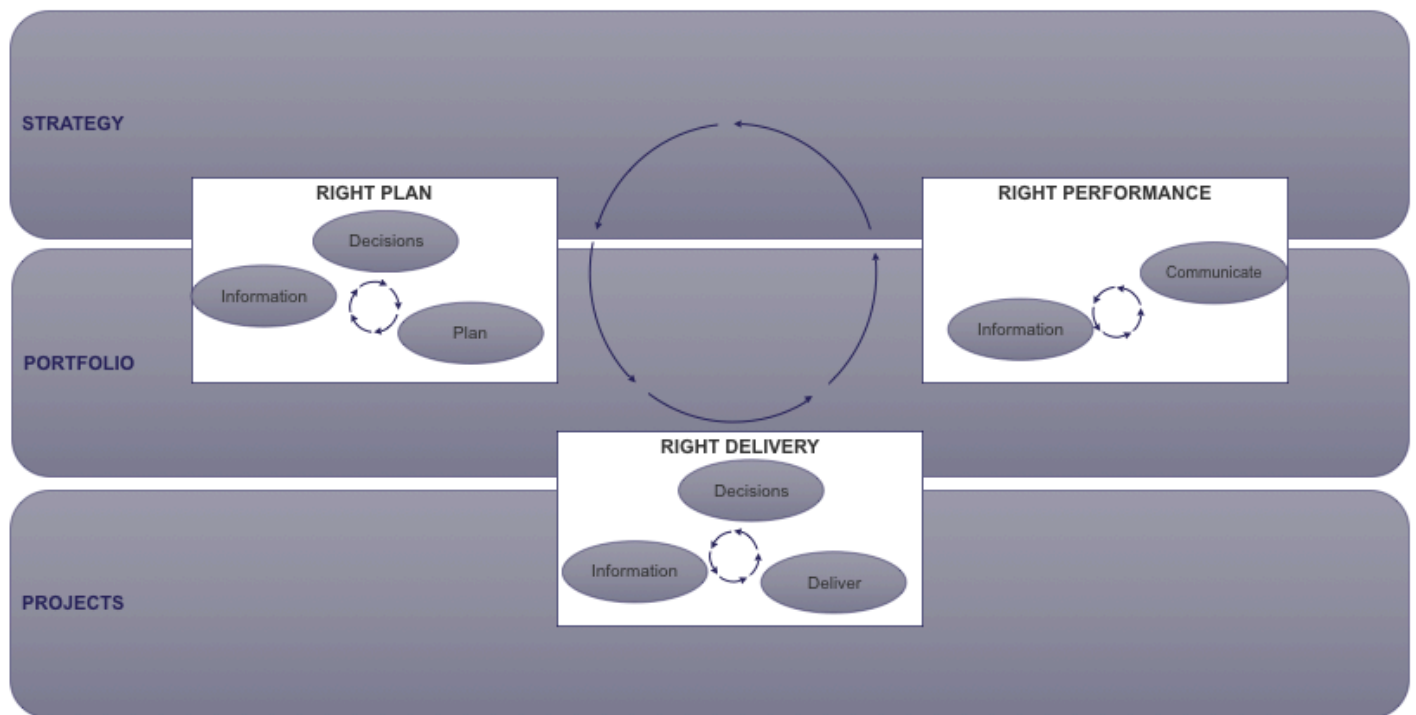 STRATEGY
RIGHT PLAN
Decisions
Information
Plan
RIGHT PERFORMANCE
Communicate
Information
PORTFOLIO
RIGHT DELIVERY
Decisions
Information
Deliver
PROJECTS